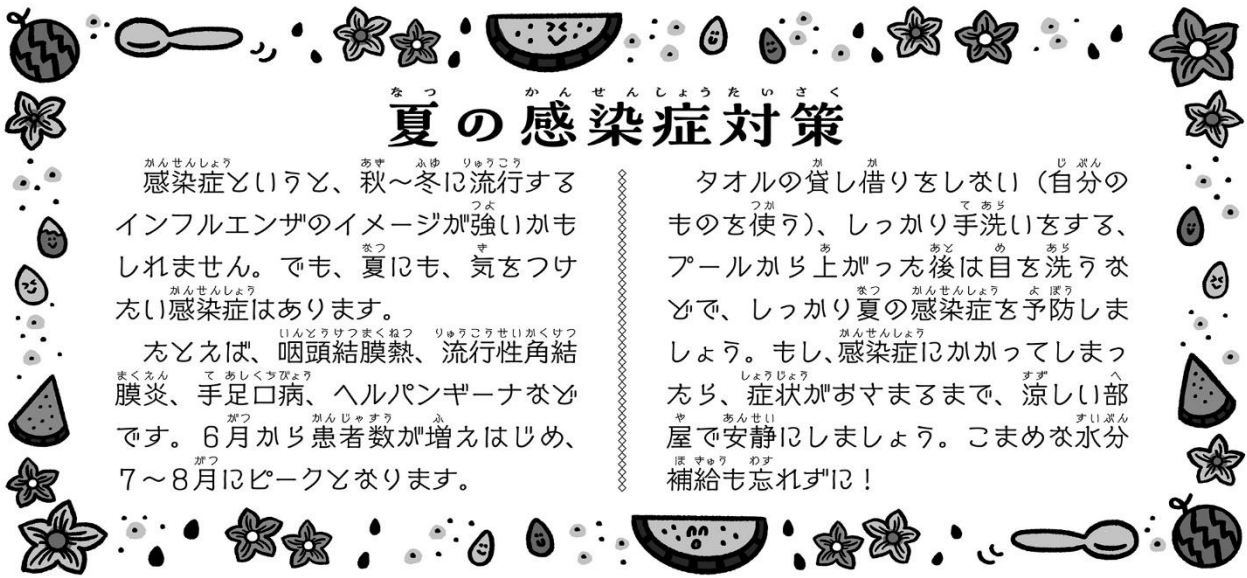 夏の感染症対策
感染症というと、秋～冬に流行する
インフルエンザのイメージが強いかも
しれません。でも、夏にも、気をつけ
たい感染症はあります。
たとえば、咽頭結膜熱、流行性角結
膜炎、手足口病、ヘルパンギーナなど
です。6月から患者数が増えはじめ、
7～8月にピークとなります。
タオルの貸し借りをしない（自分の
ものを使う）、しっかり手洗いをする、
プールから上がった後は目を洗うな
どで、しっかり夏の感染症を予防しま
しょう。もし、感染症にかかってしまっ
たら、症状がおさまるまで、涼しい部
屋で安静にしましょう。こまめな水分
補給も忘れずに！